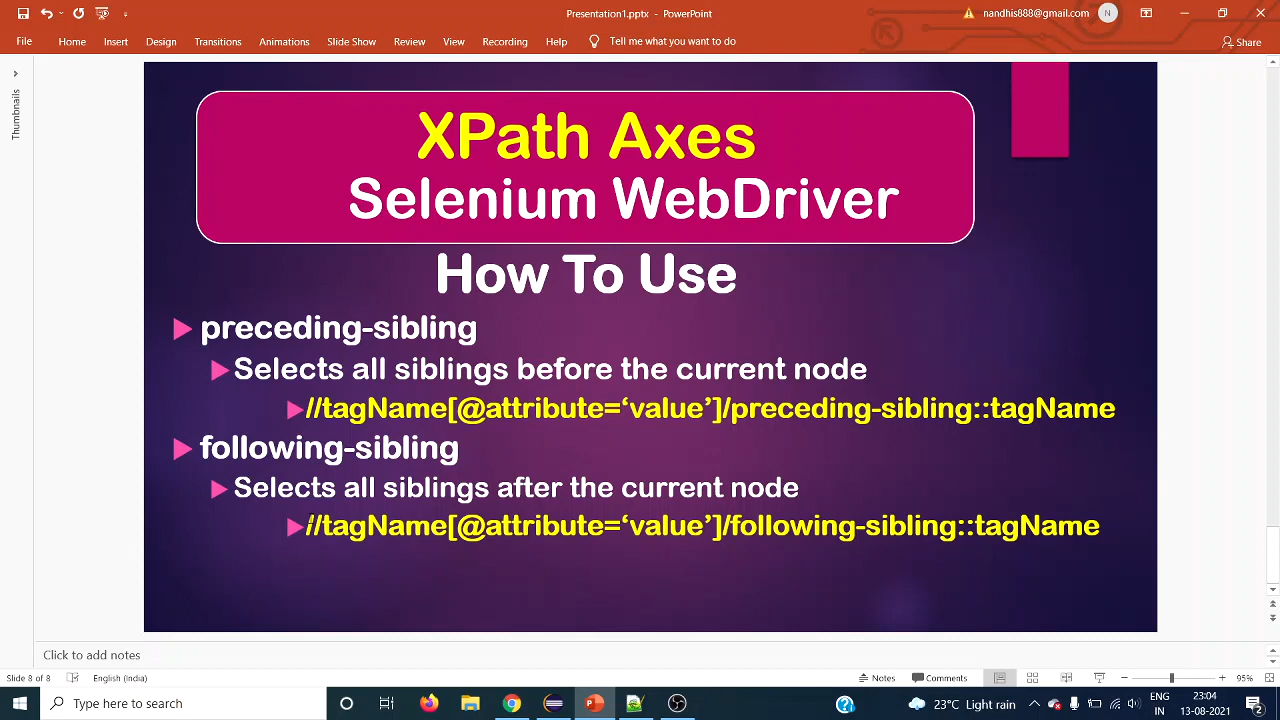 Presentation1.pptx - PowerPoint
nandhis888@gmail.com
N
File Home Insert Design Transitions Animations Slide Show Review View Recording Help Tell me what you want to do
Share
Thumbnails
XPath Axes
Selenium WebDriver
How To Use
preceding-sibling
Selects all siblings before the current node
//tagName[@attribute=‘value’]/preceding-sibling::tagName
following-sibling
Selects all siblings after the current node
//tagName[@attribute=‘value’]/following-sibling::tagName
Click to add notes
Slide 8 of 8 English (India) Notes Comments 95%
Type here to search
23°C Light rain
ENG
IN
23:04
13-08-2021
2